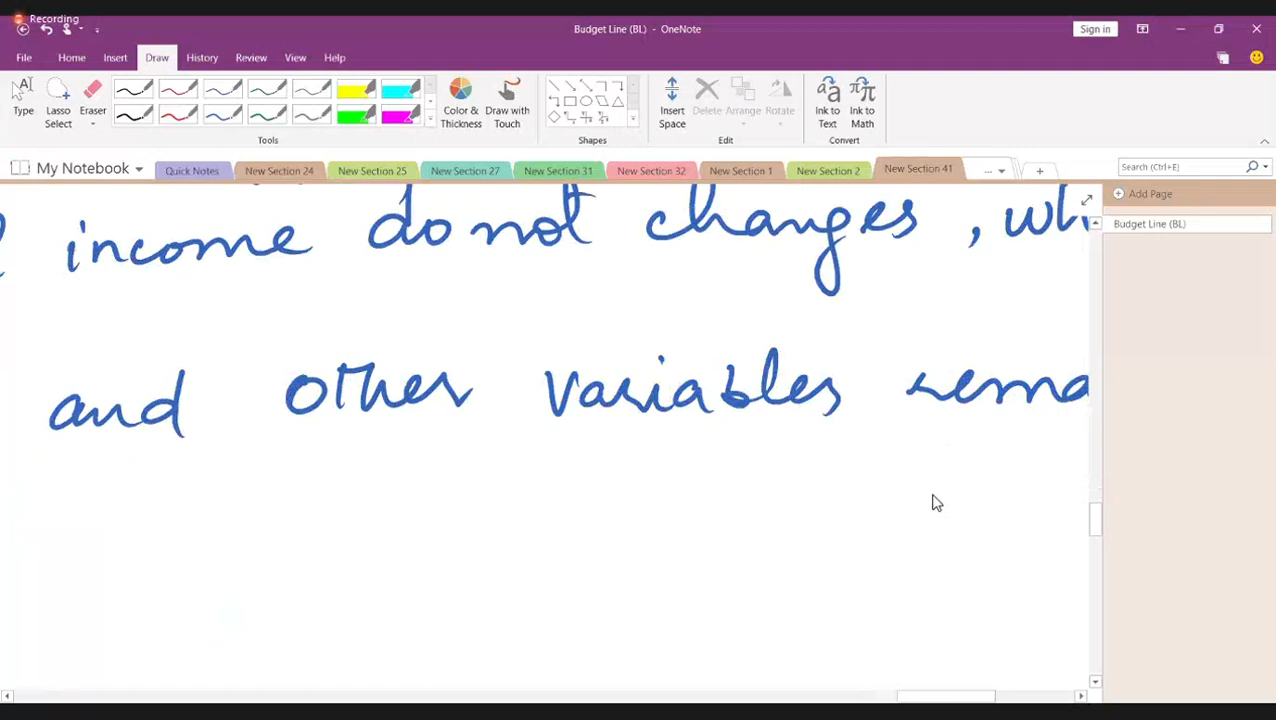 Recording
Budget Line (BL) - OneNote
Sign in
File Home Insert Draw History Review View Help
Type
Lasso Select
Eraser
Color & Thickness
Draw with Touch
Insert Space
Delete
Arrange
Rotate
Ink to Text
Ink to Math
Tools
Shapes
Edit
Convert
My Notebook
Quick Notes
New Section 24
New Section 25
New Section 27
New Section 31
New Section 32
New Section 1
New Section 2
New Section 41
...
Search (Ctrl+E)
Add Page
Budget Line (BL)
income do not changes, wh
and other variables rema